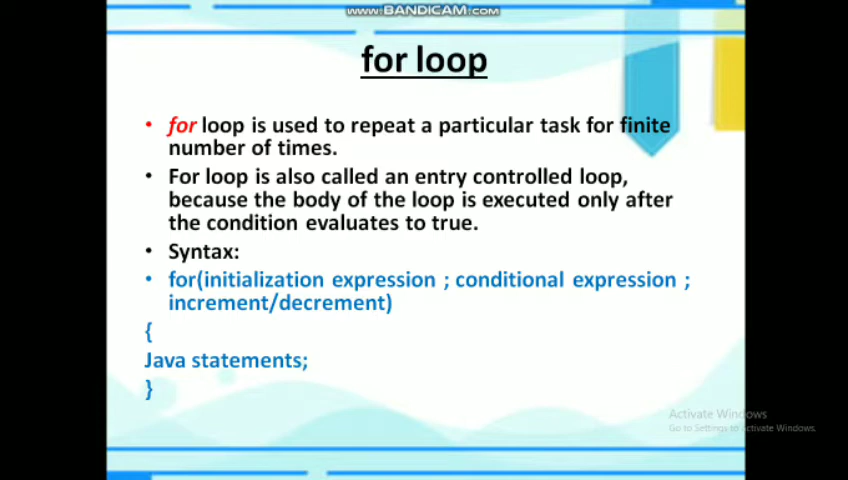 www.BANDICAM.com
for loop
• for loop is used to repeat a particular task for finite
number of times.
• For loop is also called an entry controlled loop,
because the body of the loop is executed only after
the condition evaluates to true.
• Syntax:
• for(initialization expression ; conditional expression ;
increment/decrement)
{
Java statements;
}
Activate Windows
Go to Settings to Activate Windows.